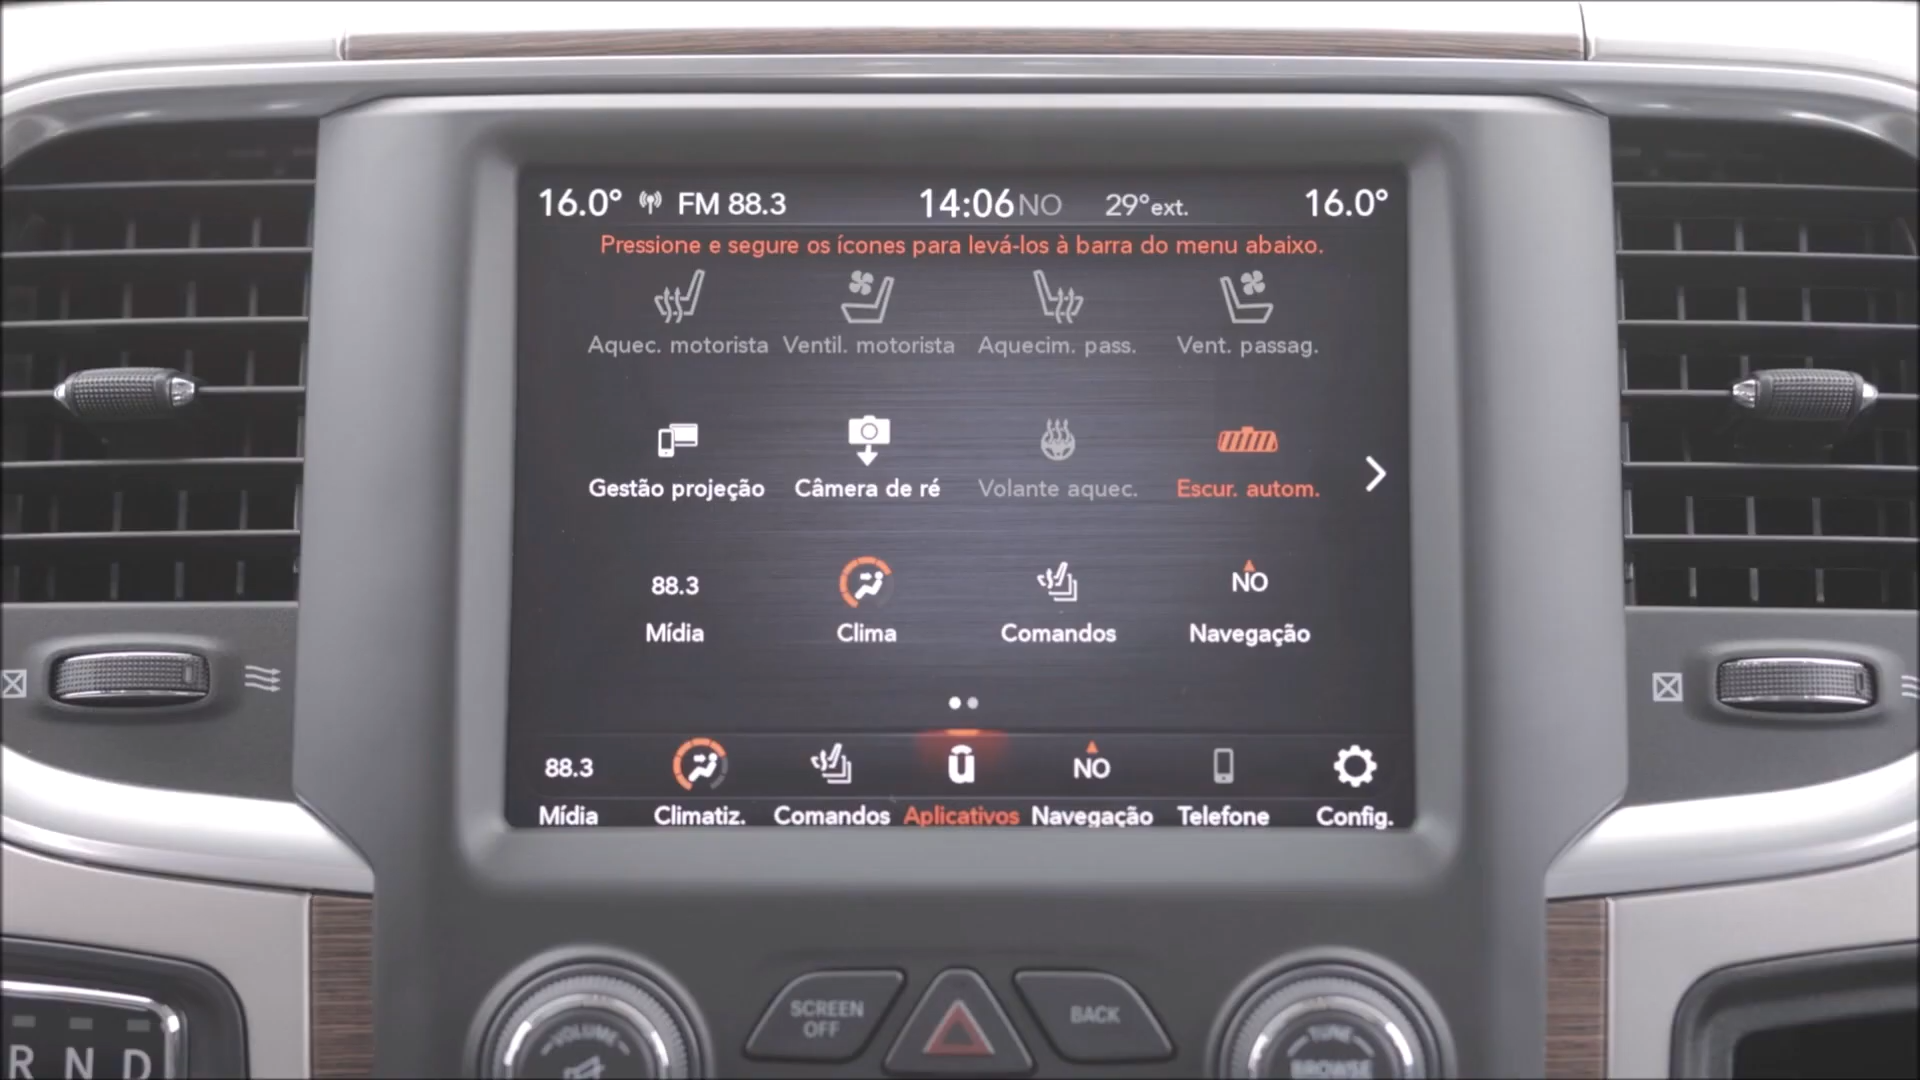 16.0° FM 88.3 14:06 NO 29°ext. 16.0°
Pressione e segure os ícones para levá-los à barra do menu abaixo.
Aquec. motorista Ventil. motorista Aquecim. pass. Vent. passag.
Gestão projeção Câmera de ré Volante aquec. Escur. autom.
88.3 NO
Mídia Clima Comandos Navegação
88.3 NO
Mídia Climatiz. Comandos Aplicativos Navegação Telefone Config.
SCREEN
OFF
BACK
VOLUME
TUNE
BROWSE
R N D